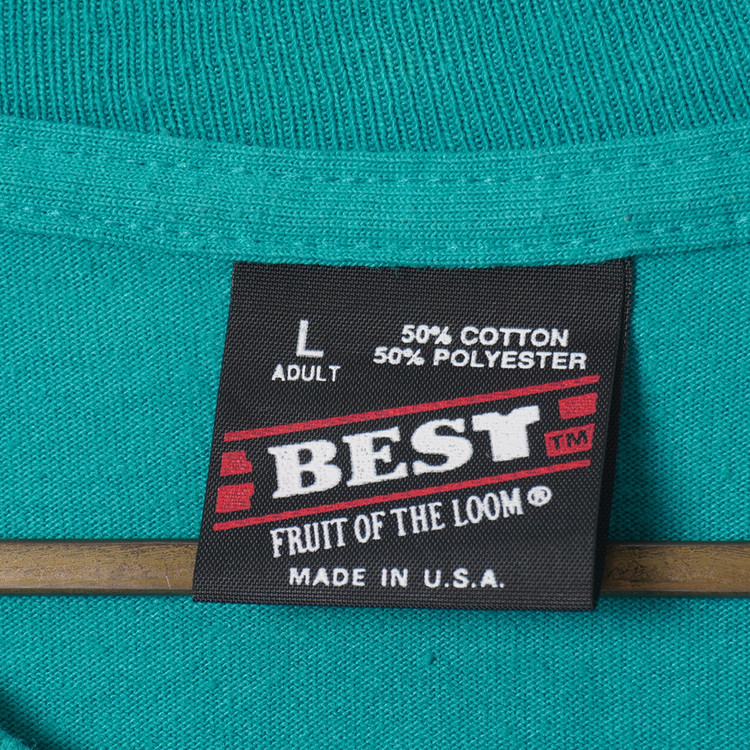 L
ADULT
50% COTTON
50% POLYESTER
BEST™
FRUIT OF THE LOOM®
MADE IN U.S.A.